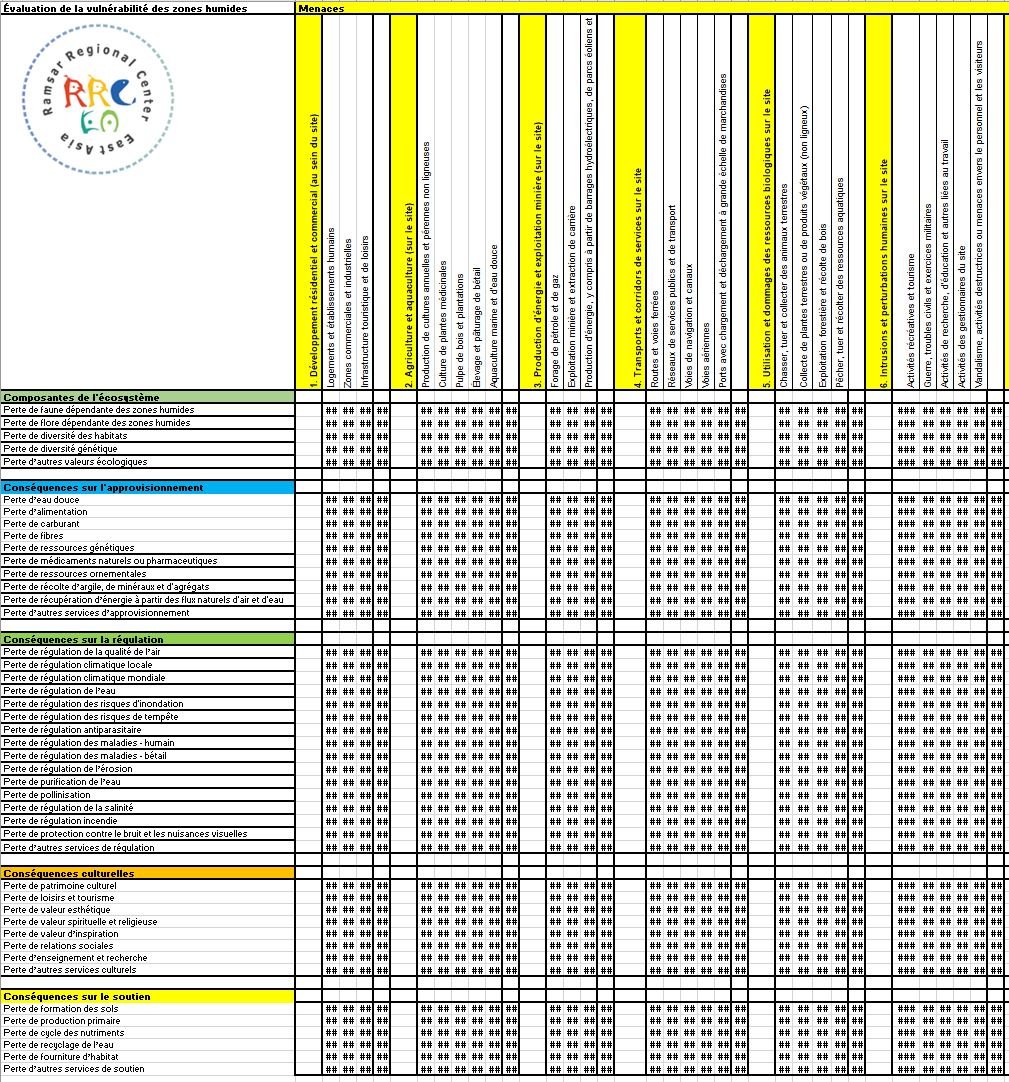 Évaluation de la vulnérabilité des zones humides
Menaces
Ramsar Regional Center
RRC
EA
East Asia
1. Développement résidentiel et commercial (au sein du site)
Logements et établissements humains
Zones commerciales et industrielles
Infrastructure touristique et de loisirs
2. Agriculture et aquaculture (sur le site)
Production de cultures annuelles et pérennes non ligneuses
Culture de plantes médicinales
Pulpe de bois et plantations
Élevage et pâturage de bétail
Aquaculture marine et d'eau douce
3. Production d'énergie et exploitation minière (sur le site)
Forage de pétrole et de gaz
Exploitation minière et extraction de carrière
Production d'énergie, y compris à partir de barrages hydroélectriques, de parcs éoliens et
4. Transports et corridors de services sur le site
Routes et voies ferrées
Réseaux de services publics et de transport
Voies de navigation et canaux
Voies aériennes
Ports avec chargement et déchargement à grande échelle de marchandises
5. Utilisation et dommages des ressources biologiques sur le site
Chasser, tuer et collecter des animaux terrestres
Collecte de plantes terrestres ou de produits végétaux (non ligneux)
Exploitation forestière et récolte de bois
Pêcher, tuer et récolter des ressources aquatiques
6. Intrusions et perturbations humaines sur le site
Activités récréatives et tourisme
Guerre, troubles civils et exercices militaires
Activités de recherche, d'éducation et autres liées au travail
Activités des gestionnaires du site
Vandalisme, activités destructrices ou menaces envers le personnel et les visiteurs
Composantes de l'écosystème
Perte de faune dépendante des zones humides
Perte de flore dépendante des zones humides
Perte de diversité des habitats
Perte de diversité génétique
Perte d'autres valeurs écologiques
Conséquences sur l'approvisionnement
Perte d'eau douce
Perte d'alimentation
Perte de carburant
Perte de fibres
Perte de ressources génétiques
Perte de médicaments naturels ou pharmaceutiques
Perte de ressources ornementales
Perte de récolte d'argile, de minéraux et d'agrégats
Perte de récupération d'énergie à partir des flux naturels d'air et d'eau
Perte d'autres services d'approvisionnement
Conséquences sur la régulation
Perte de régulation de la qualité de l'air
Perte de régulation climatique locale
Perte de régulation climatique mondiale
Perte de régulation de l'eau
Perte de régulation des risques d'inondation
Perte de régulation des risques de tempête
Perte de régulation antiparasitaire
Perte de régulation des maladies - humain
Perte de régulation des maladies - bétail
Perte de régulation de l'érosion
Perte de purification de l'eau
Perte de pollinisation
Perte de régulation de la salinité
Perte de régulation incendie
Perte de protection contre le bruit et les nuisances visuelles
Perte d'autres services de régulation
Conséquences culturelles
Perte de patrimoine culturel
Perte de loisirs et tourisme
Perte de valeur esthétique
Perte de valeur spirituelle et religieuse
Perte de valeur d'inspiration
Perte de relations sociales
Perte d'enseignement et recherche
Perte d'autres services culturels
Conséquences sur le soutien
Perte de formation des sols
Perte de production primaire
Perte de cycle des nutriments
Perte de recyclage de l'eau
Perte de fourniture d'habitat
Perte d'autres services de soutien